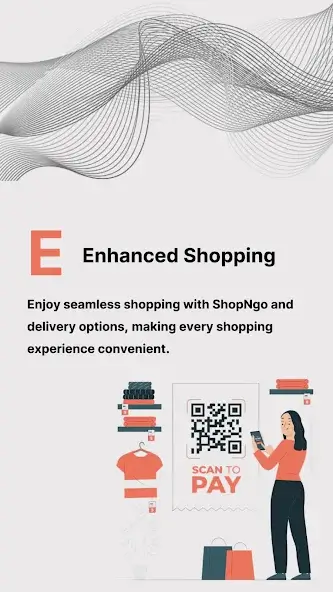 E Enhanced Shopping
Enjoy seamless shopping with ShopNgo and
delivery options, making every shopping
experience convenient.
SCAN TO
PAY